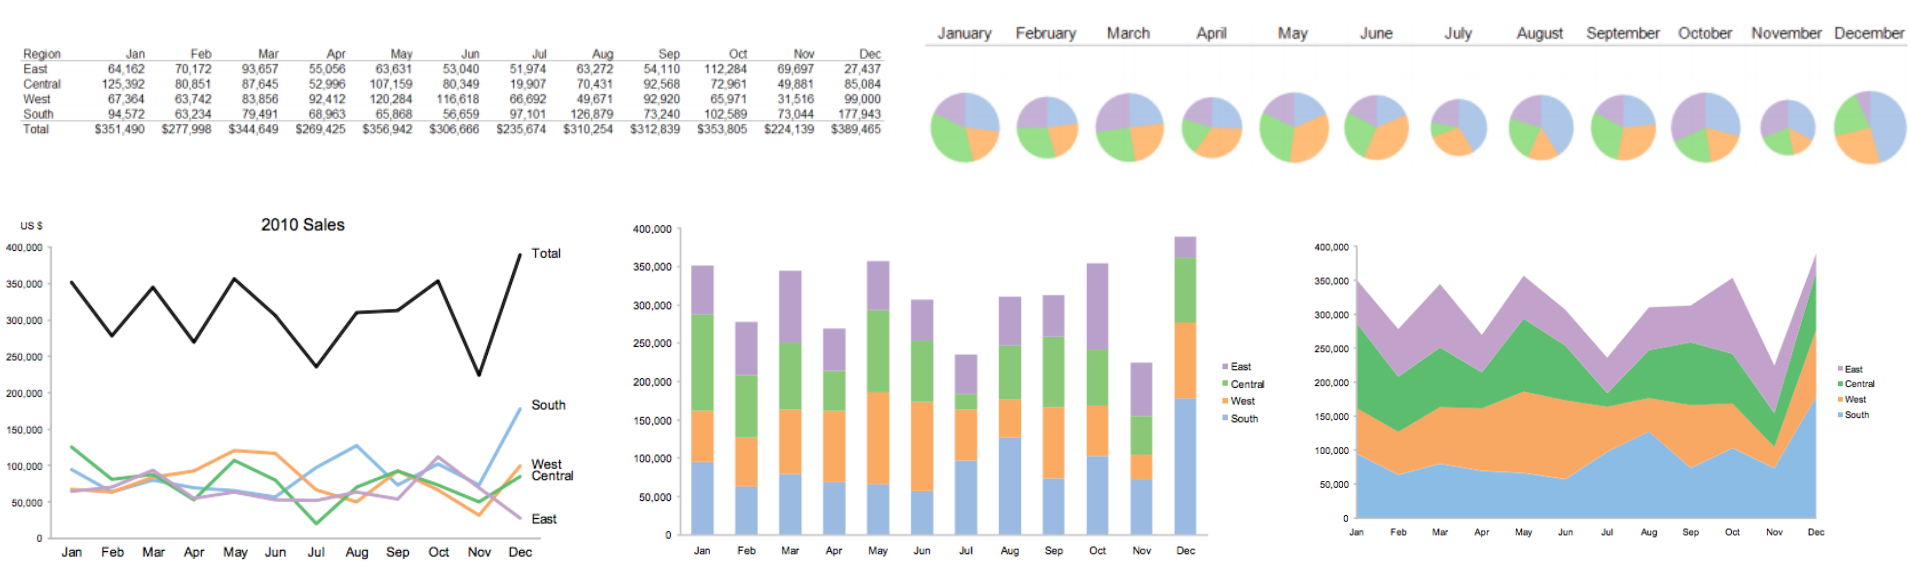 Region Jan Feb Mar Apr May Jun Jul Aug Sep Oct Nov Dec
East 64,162 70,172 93,657 55,056 63,631 53,040 51,974 63,272 54,110 112,284 69,697 27,437
Central 125,392 80,851 87,645 52,996 107,159 80,349 19,907 70,431 92,568 72,961 49,881 85,084
West 67,364 63,742 83,856 92,412 120,284 116,618 66,692 49,671 92,920 65,971 31,516 99,000
South 94,572 63,234 79,491 68,963 65,868 56,659 97,101 126,879 73,240 102,589 73,044 177,943
Total $351,490 $277,998 $344,649 $269,425 $356,942 $306,666 $235,674 $310,254 $312,839 $353,805 $224,139 $389,465
January February March April May June July August September October November December
US $
2010 Sales
400,000
350,000
300,000
250,000
200,000
150,000
100,000
50,000
0
Total
South
West
Central
East
Jan Feb Mar Apr May Jun Jul Aug Sep Oct Nov Dec
400,000
350,000
300,000
250,000
200,000
150,000
100,000
50,000
0
Jan Feb Mar Apr May Jun Jul Aug Sep Oct Nov Dec
East
Central
West
South
400,000
350,000
300,000
250,000
200,000
150,000
100,000
50,000
0
Jan Feb Mar Apr May Jun Jul Aug Sep Oct Nov Dec
East
Central
West
South